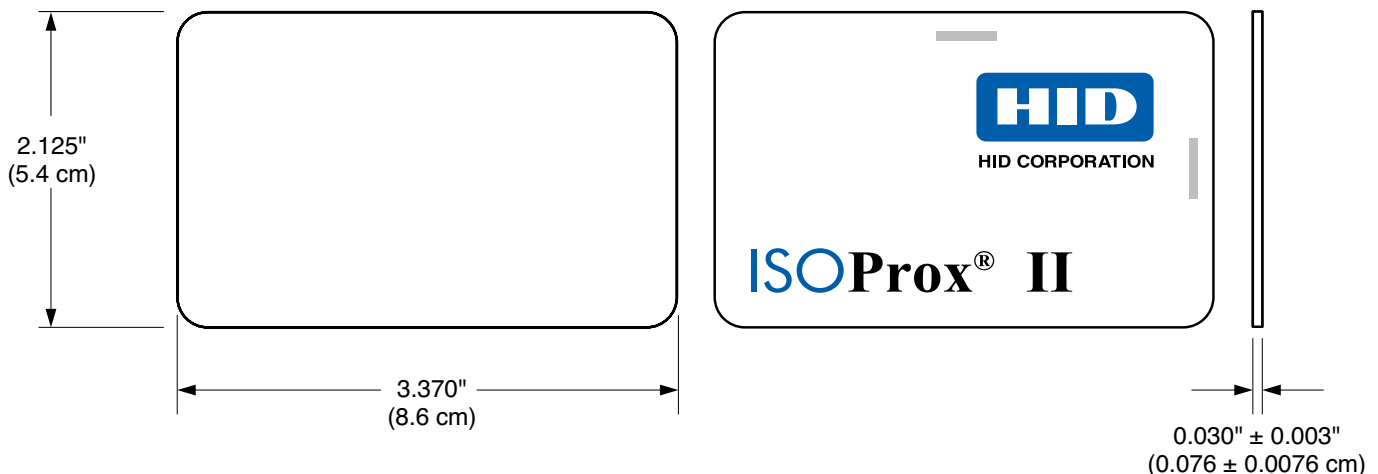 2.125"
(5.4 cm)
3.370"
(8.6 cm)
HID
HID CORPORATION
ISOProx® II
0.030" ± 0.003"
(0.076 ± 0.0076 cm)